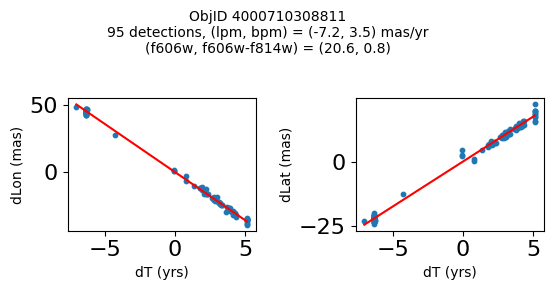 ObjID 4000710308811
95 detections, (lpm, bpm) = (-7.2, 3.5) mas/yr
(f606w, f606w-f814w) = (20.6, 0.8)
dLon (mas)
50
0
−5
0
5
dT (yrs)
dLat (mas)
0
−25
−5
0
5
dT (yrs)